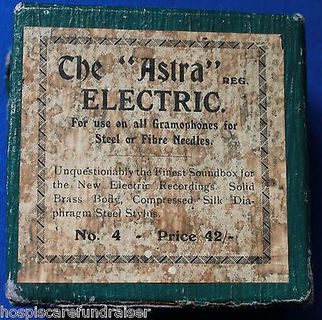 The "Astra" REG.
ELECTRIC.
For use on all Gramophones for
Steel or Fibre Needles.
Unquestionably the Finest Soundbox for
the New Electric Recordings. Solid
Brass Body, Compressed Silk Dia-
phragm Steel Stylus.
No. 4 - Price 42/-
hospiscarefundraiser